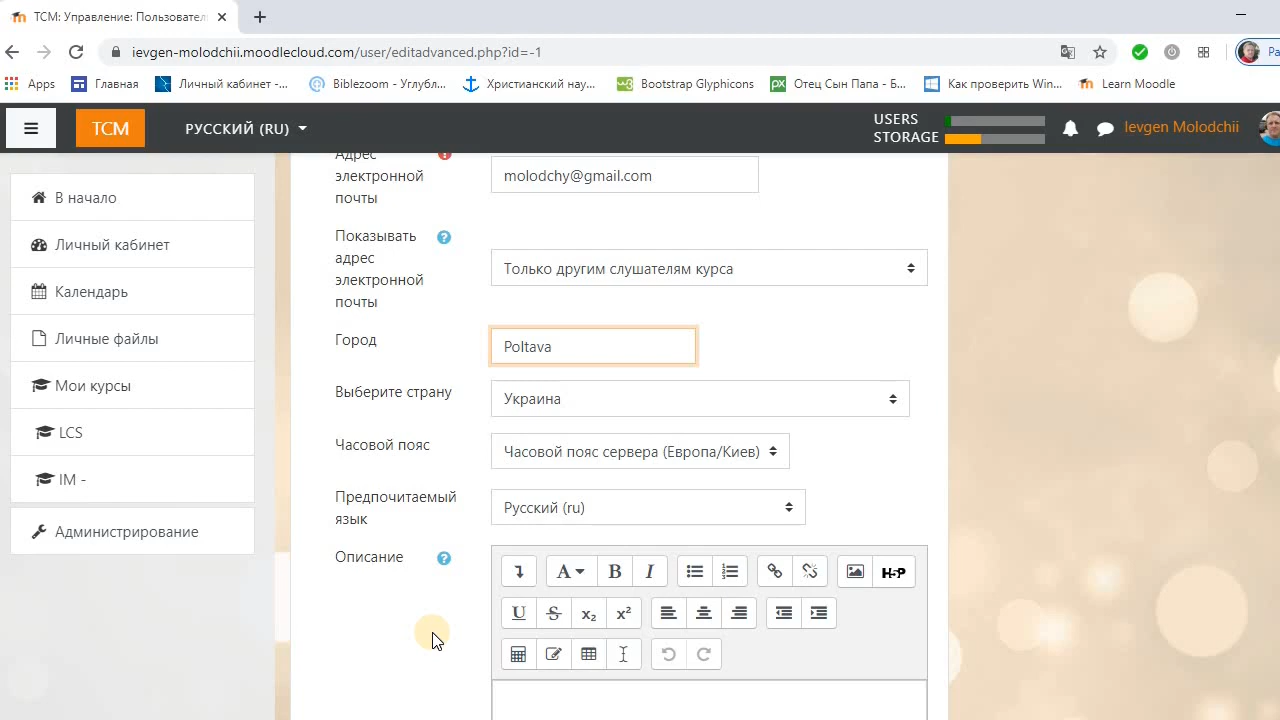 TCM: Управление: Пользовател
ievgen-molodchii.moodlecloud.com/user/editadvanced.php?id=-1
Pa
Apps
Главная
Личный кабинет -...
Biblezoom - Углубл...
Христианский нау...
Bootstrap Glyphicons
Отец Сын Папа - Б...
Как проверить Win...
Learn Moodle
TCM
РУССКИЙ (RU)
USERS
STORAGE
Ievgen Molodchii
В начало
Личный кабинет
Календарь
Личные файлы
Мои курсы
LCS
IM -
Администрирование
Адрес
электронной
почты
molodchy@gmail.com
Показывать
адрес
электронной
почты
Только другим слушателям курса
Город
Poltava
Выберите страну
Украина
Часовой пояс
Часовой пояс сервера (Европа/Киев)
Предпочитаемый
язык
Русский (ru)
Описание
A B I
H5P
U S x₂ x²